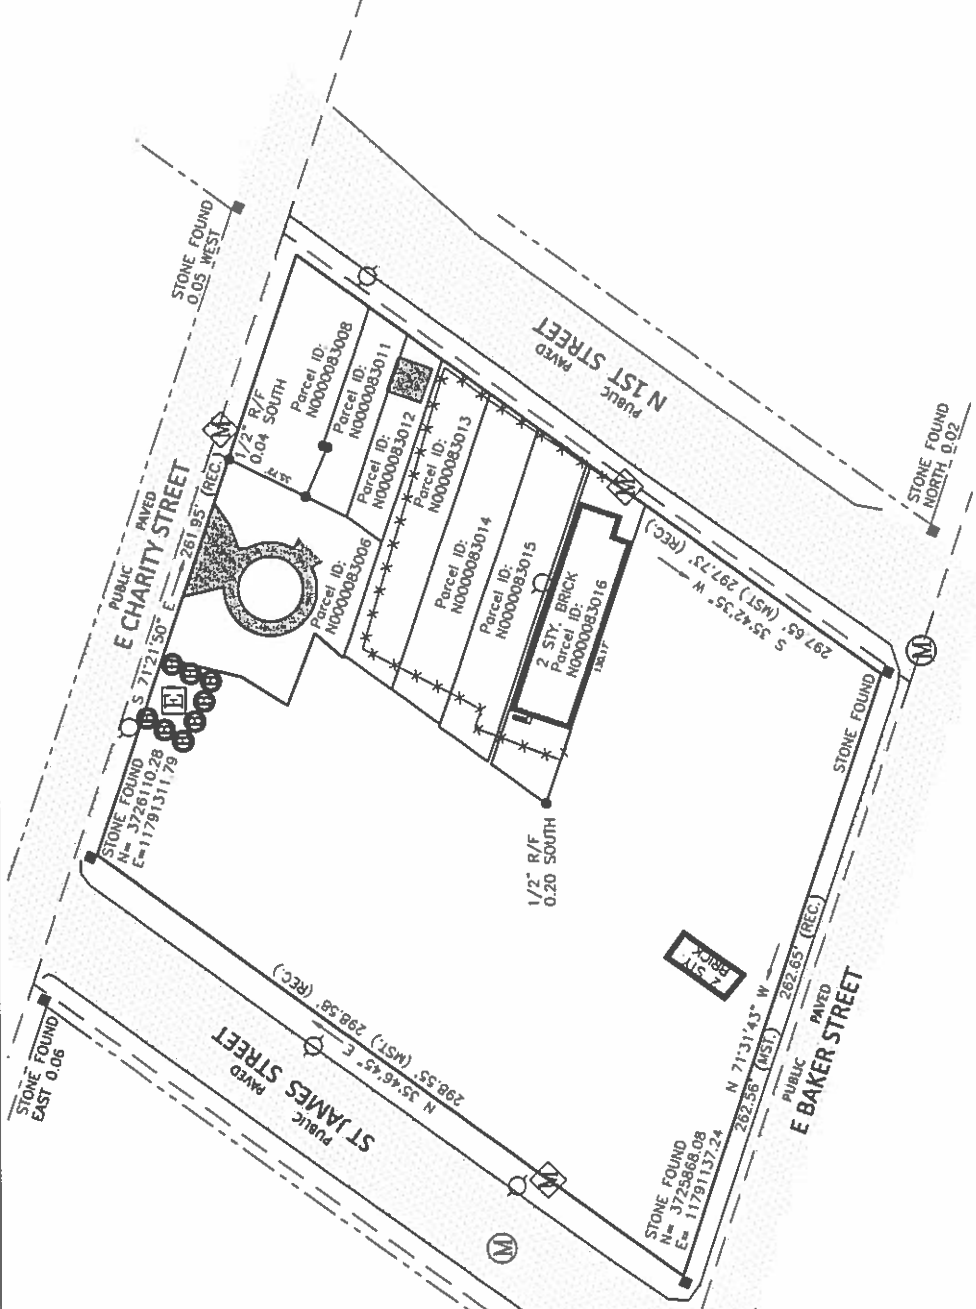 STONE FOUND
0.05 WEST
PUBLIC PAVED
E CHARITY STREET
S 71°21'50" E 261.95' (REC.)
M
1/2" R/F
0.04 SOUTH
Parcel ID:
N0000083008
Parcel ID:
N0000083011
Parcel ID:
N0000083012
Parcel ID:
N0000083013
Parcel ID:
N0000083014
Parcel ID:
N0000083015
2 STY. BRICK
Parcel ID:
N0000083016
130.17'
Parcel ID:
N0000083006
PUBLIC PAVED
N 1ST STREET
M
S 35°42'35" W
297.65' (MST.) 297.73' (REC.)
STONE FOUND
NORTH 0.02
STONE FOUND
M
E
STONE FOUND
N= 3726110.28
E=11791311.79
1/2" R/F
0.20 SOUTH
2 STY.
BRICK
STONE FOUND
EAST 0.06
PUBLIC PAVED
ST JAMES STREET
N 35°46'45" E
298.55' (MST.) 298.58' (REC.)
M
M
STONE FOUND
N= 3725868.08
E= 11791137.24
N 71°31'43" W
262.56' (MST.) 262.65' (REC.)
PUBLIC PAVED
E BAKER STREET